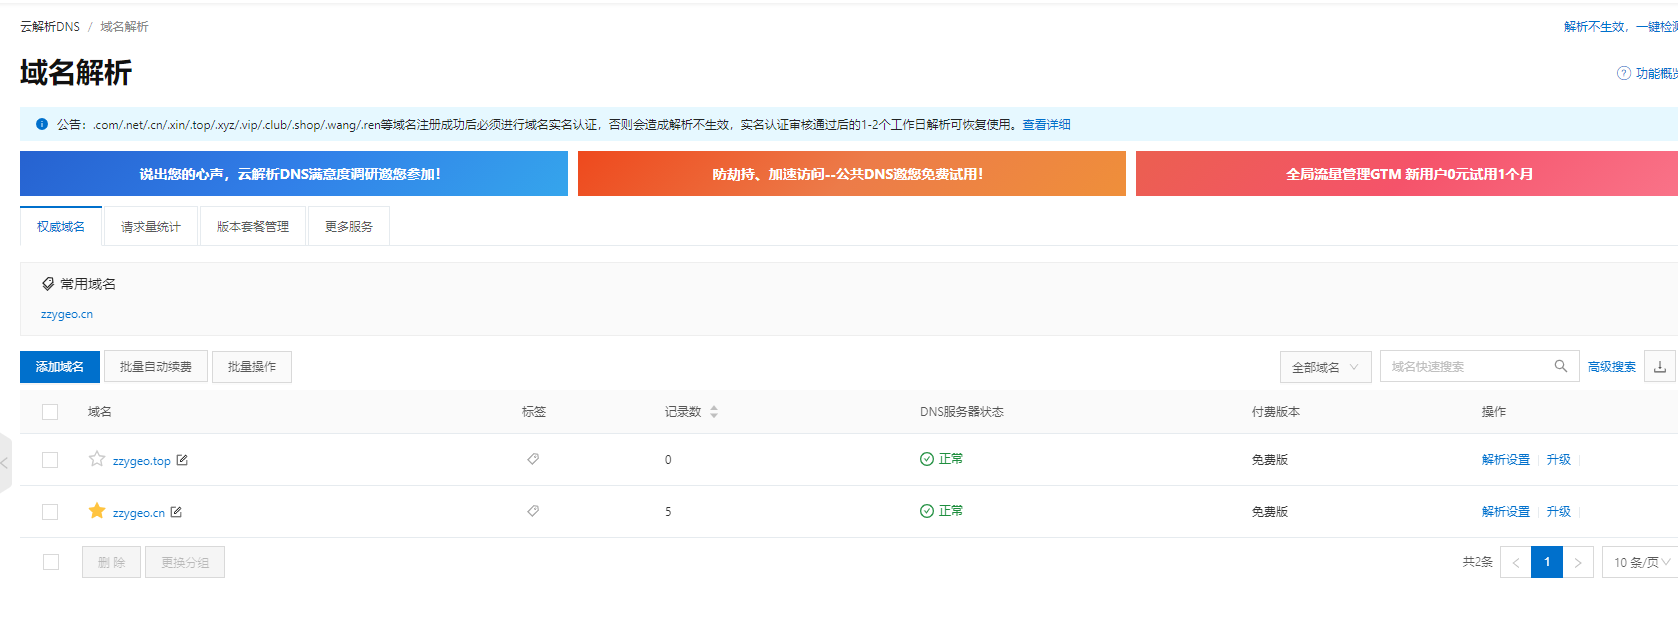 云解析DNS / 域名解析
解析不生效，一键检测
域名解析
功能概览
公告：.com/.net/.cn/.xin/.top/.xyz/.vip/.club/.shop/.wang/.ren等域名注册成功后必须进行域名实名认证，否则会造成解析不生效，实名认证审核通过后的1-2个工作日解析可恢复使用。查看详细
说出您的心声，云解析DNS满意度调研邀您参加！
防劫持、加速访问--公共DNS邀您免费试用！
全局流量管理GTM 新用户0元试用1个月
权威域名 请求量统计 版本套餐管理 更多服务
常用域名
zzygeo.cn
添加域名 批量自动续费 批量操作 全部域名 域名快速搜索 高级搜索
域名 标签 记录数 DNS服务器状态 付费版本 操作
zzygeo.top 0 正常 免费版 解析设置 升级
zzygeo.cn 5 正常 免费版 解析设置 升级
删除 更换分组 共2条 < 1 > 10 条/页